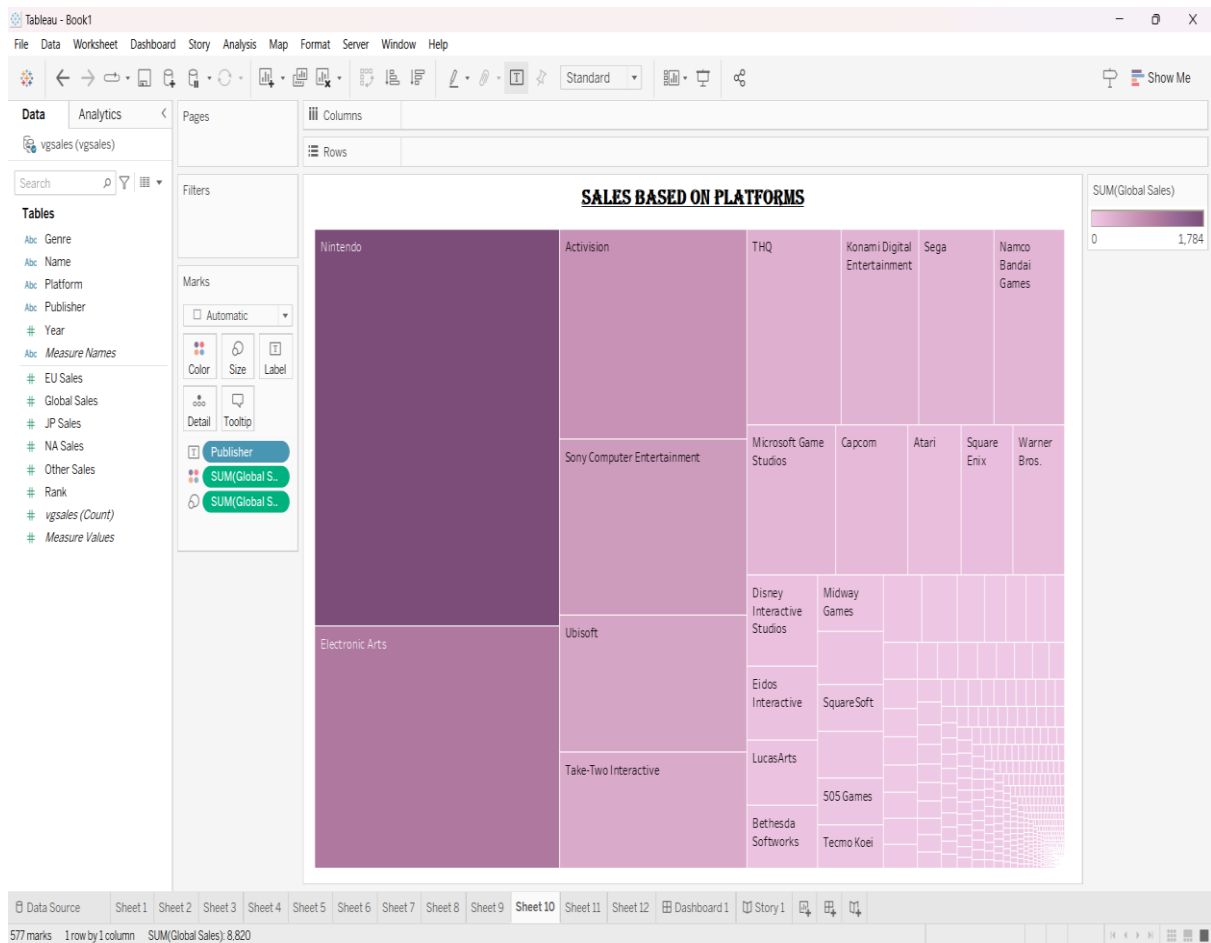 Tableau - Book1
File Data Worksheet Dashboard Story Analysis Map Format Server Window Help
Standard
Show Me
Data Analytics
vgsales (vgsales)
Search
Tables
Abc Genre
Abc Name
Abc Platform
Abc Publisher
# Year
Abc Measure Names
# EU Sales
# Global Sales
# JP Sales
# NA Sales
# Other Sales
# Rank
# vgsales (Count)
# Measure Values
Pages
Filters
Marks
Automatic
Color Size Label
Detail Tooltip
Publisher
SUM(Global S..
SUM(Global S..
Columns
Rows
SALES BASED ON PLATFORMS
Nintendo
Electronic Arts
Activision
Sony Computer Entertainment
Ubisoft
Take-Two Interactive
THQ
Konami Digital
Entertainment
Sega
Namco
Bandai
Games
Microsoft Game
Studios
Capcom
Atari
Square
Enix
Warner
Bros.
Disney
Interactive
Studios
Eidos
Interactive
LucasArts
Bethesda
Softworks
Midway
Games
SquareSoft
505 Games
Tecmo Koei
SUM(Global Sales)
0 1,784
Data Source Sheet 1 Sheet 2 Sheet 3 Sheet 4 Sheet 5 Sheet 6 Sheet 7 Sheet 8 Sheet 9 Sheet 10 Sheet 11 Sheet 12 Dashboard 1 Story 1
577 marks 1 row by 1 column SUM(Global Sales): 8,820